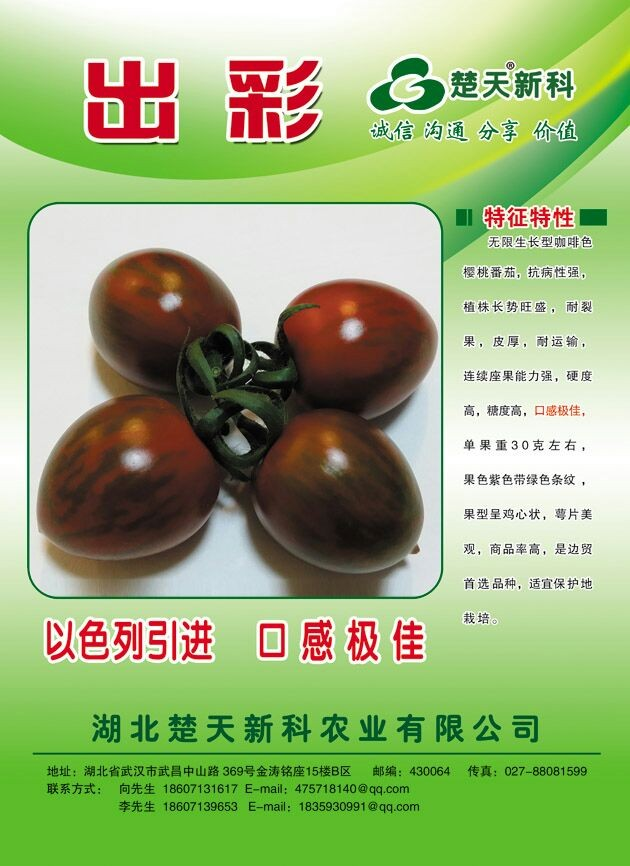 出彩
楚天新科®
诚信 沟通 分享 价值
特征特性
无限生长型咖啡色
樱桃番茄，抗病性强，
植株长势旺盛，耐裂
果，皮厚，耐运输，
连续座果能力强，硬度
高，糖度高，口感极佳，
单果重30克左右，
果色紫色带绿色条纹，
果型呈鸡心状，萼片美
观，商品率高，是边贸
首选品种，适宜保护地
栽培。
以色列引进 口感极佳
湖北楚天新科农业有限公司
地址：湖北省武汉市武昌中山路369号金涛铭座15楼B区 邮编：430064 传真：027-88081599
联系方式： 向先生 18607131617 E-mail：475718140@qq.com
李先生 18607139653 E-mail：1835930991@qq.com